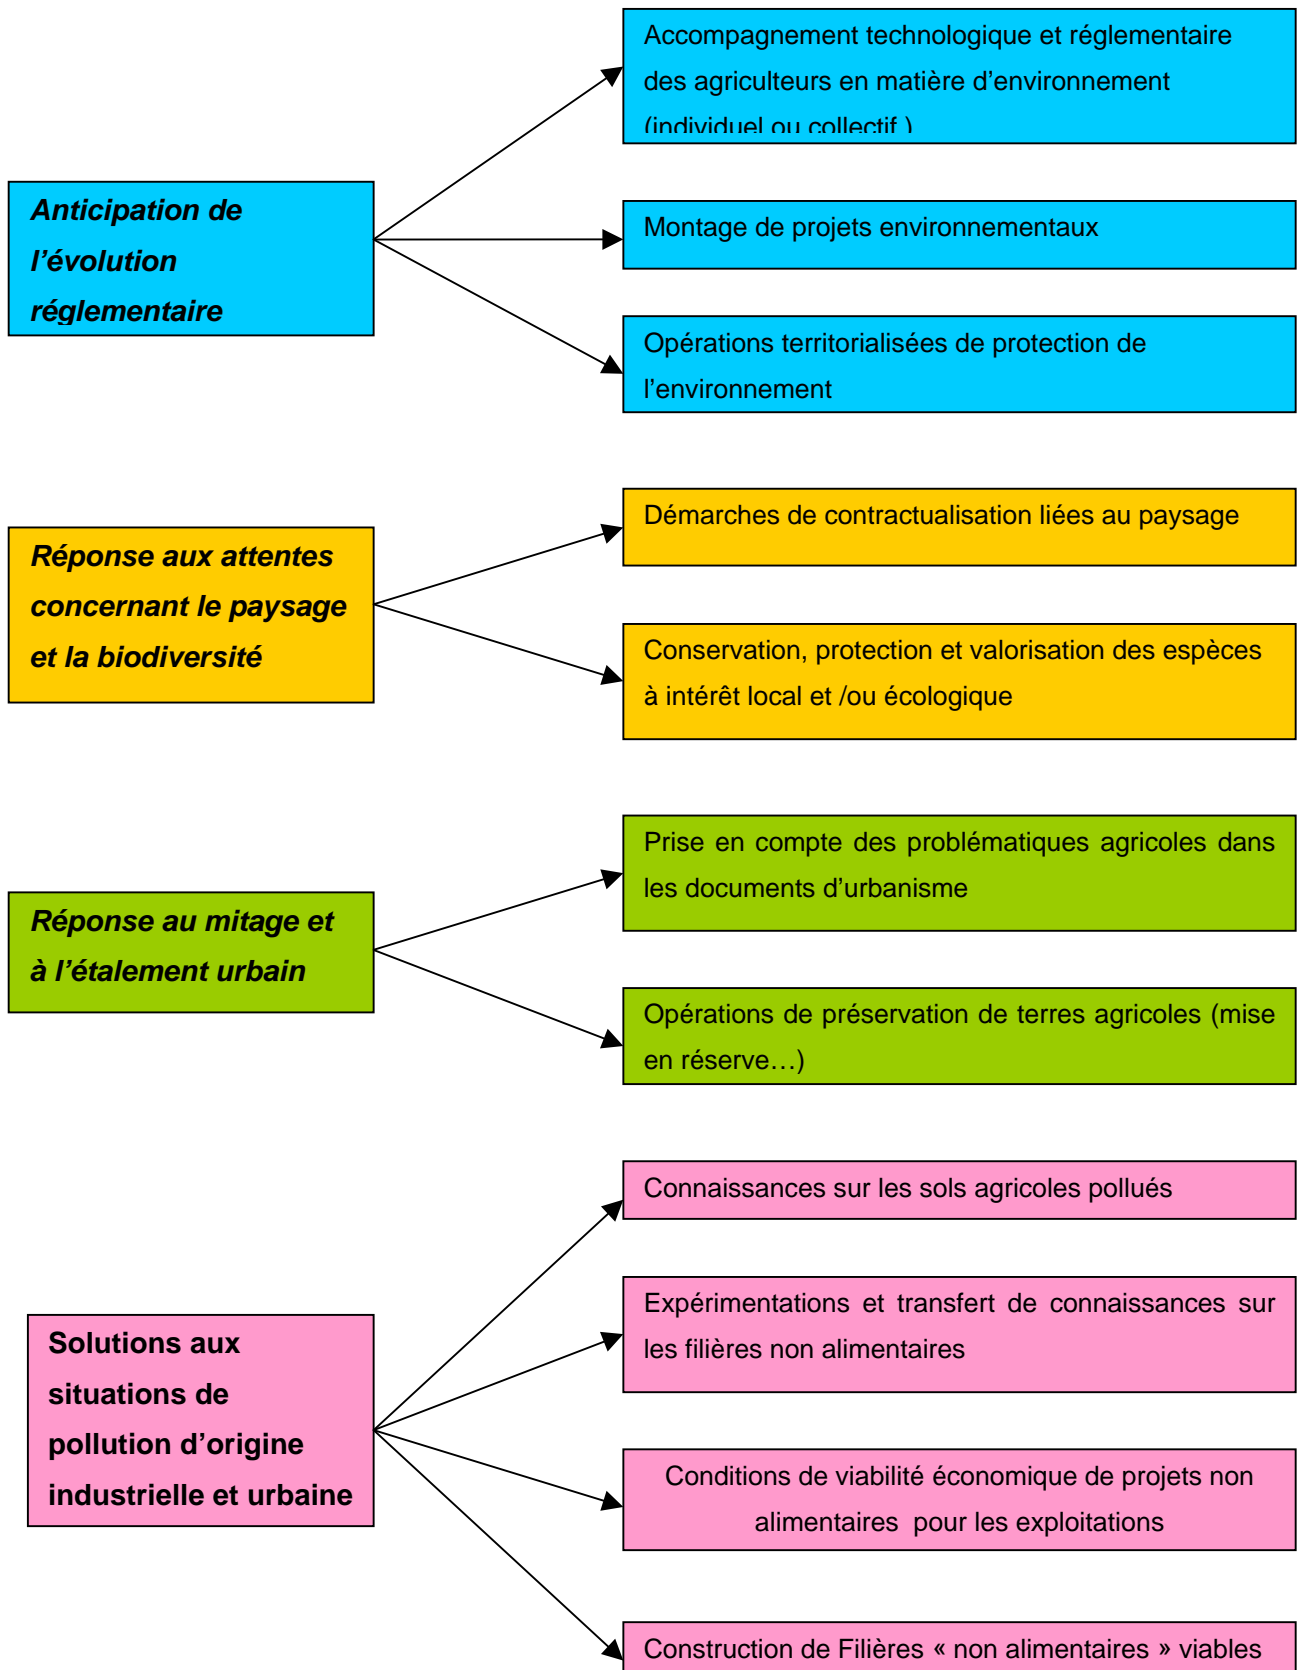 Accompagnement technologique et réglementaire
des agriculteurs en matière d’environnement
(individuel ou collectif )
Anticipation de
l’évolution
réglementaire
Montage de projets environnementaux
Opérations territorialisées de protection de
l’environnement
Démarches de contractualisation liées au paysage
Réponse aux attentes
concernant le paysage
et la biodiversité
Conservation, protection et valorisation des espèces
à intérêt local et /ou écologique
Prise en compte des problématiques agricoles dans
les documents d’urbanisme
Réponse au mitage et
à l’étalement urbain
Opérations de préservation de terres agricoles (mise
en réserve…)
Connaissances sur les sols agricoles pollués
Expérimentations et transfert de connaissances sur
les filières non alimentaires
Solutions aux
situations de
pollution d’origine
industrielle et urbaine
Conditions de viabilité économique de projets non
alimentaires pour les exploitations
Construction de Filières « non alimentaires » viables